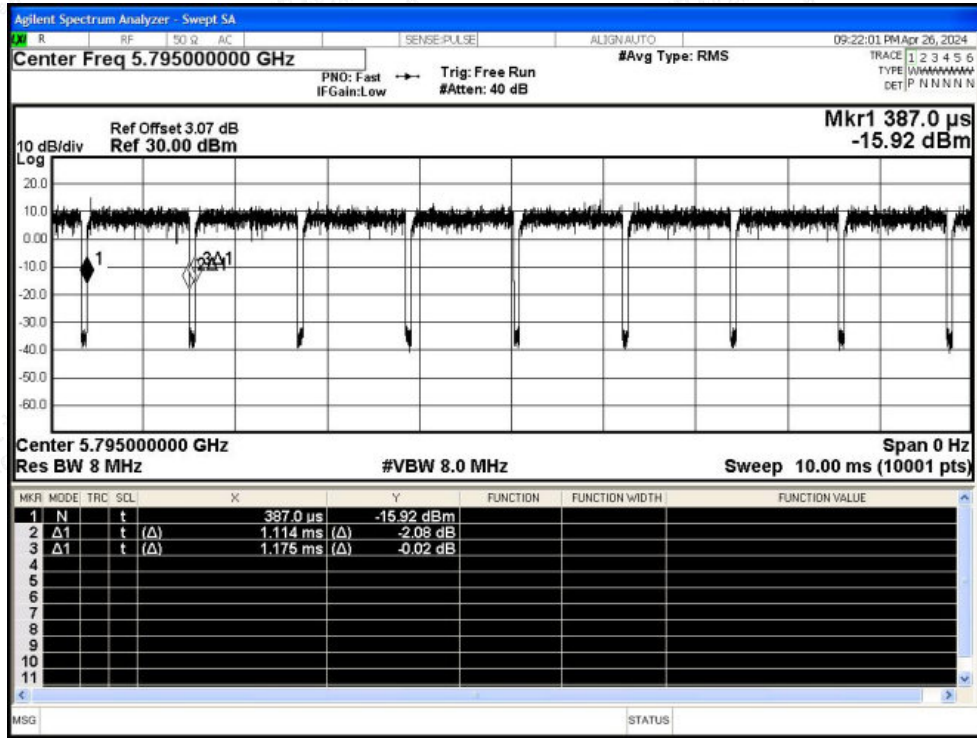 Agilent Spectrum Analyzer - Swept SA
LXI R RF 50 Ω AC SENSE:PULSE ALIGN AUTO 09:22:01 PM Apr 26, 2024
Center Freq 5.795000000 GHz #Avg Type: RMS TRACE 1 2 3 4 5 6
PNO: Fast Trig: Free Run TYPE WWWWWW
IFGain:Low #Atten: 40 dB DET P N N N N N
Mkr1 387.0 µs
Ref Offset 3.07 dB
10 dB/div Ref 30.00 dBm -15.92 dBm
Log
20.0
10.0
0.00
1 3Δ1
2Δ1
-10.0
-20.0
-30.0
-40.0
-50.0
-60.0
Center 5.795000000 GHz Span 0 Hz
Res BW 8 MHz #VBW 8.0 MHz Sweep 10.00 ms (10001 pts)
MKR MODE TRC SCL X Y FUNCTION FUNCTION WIDTH FUNCTION VALUE
1 N t 387.0 µs -15.92 dBm
2 Δ1 t (Δ) 1.114 ms (Δ) -2.08 dB
3 Δ1 t (Δ) 1.175 ms (Δ) -0.02 dB
4
5
6
7
8
9
10
11
MSG STATUS